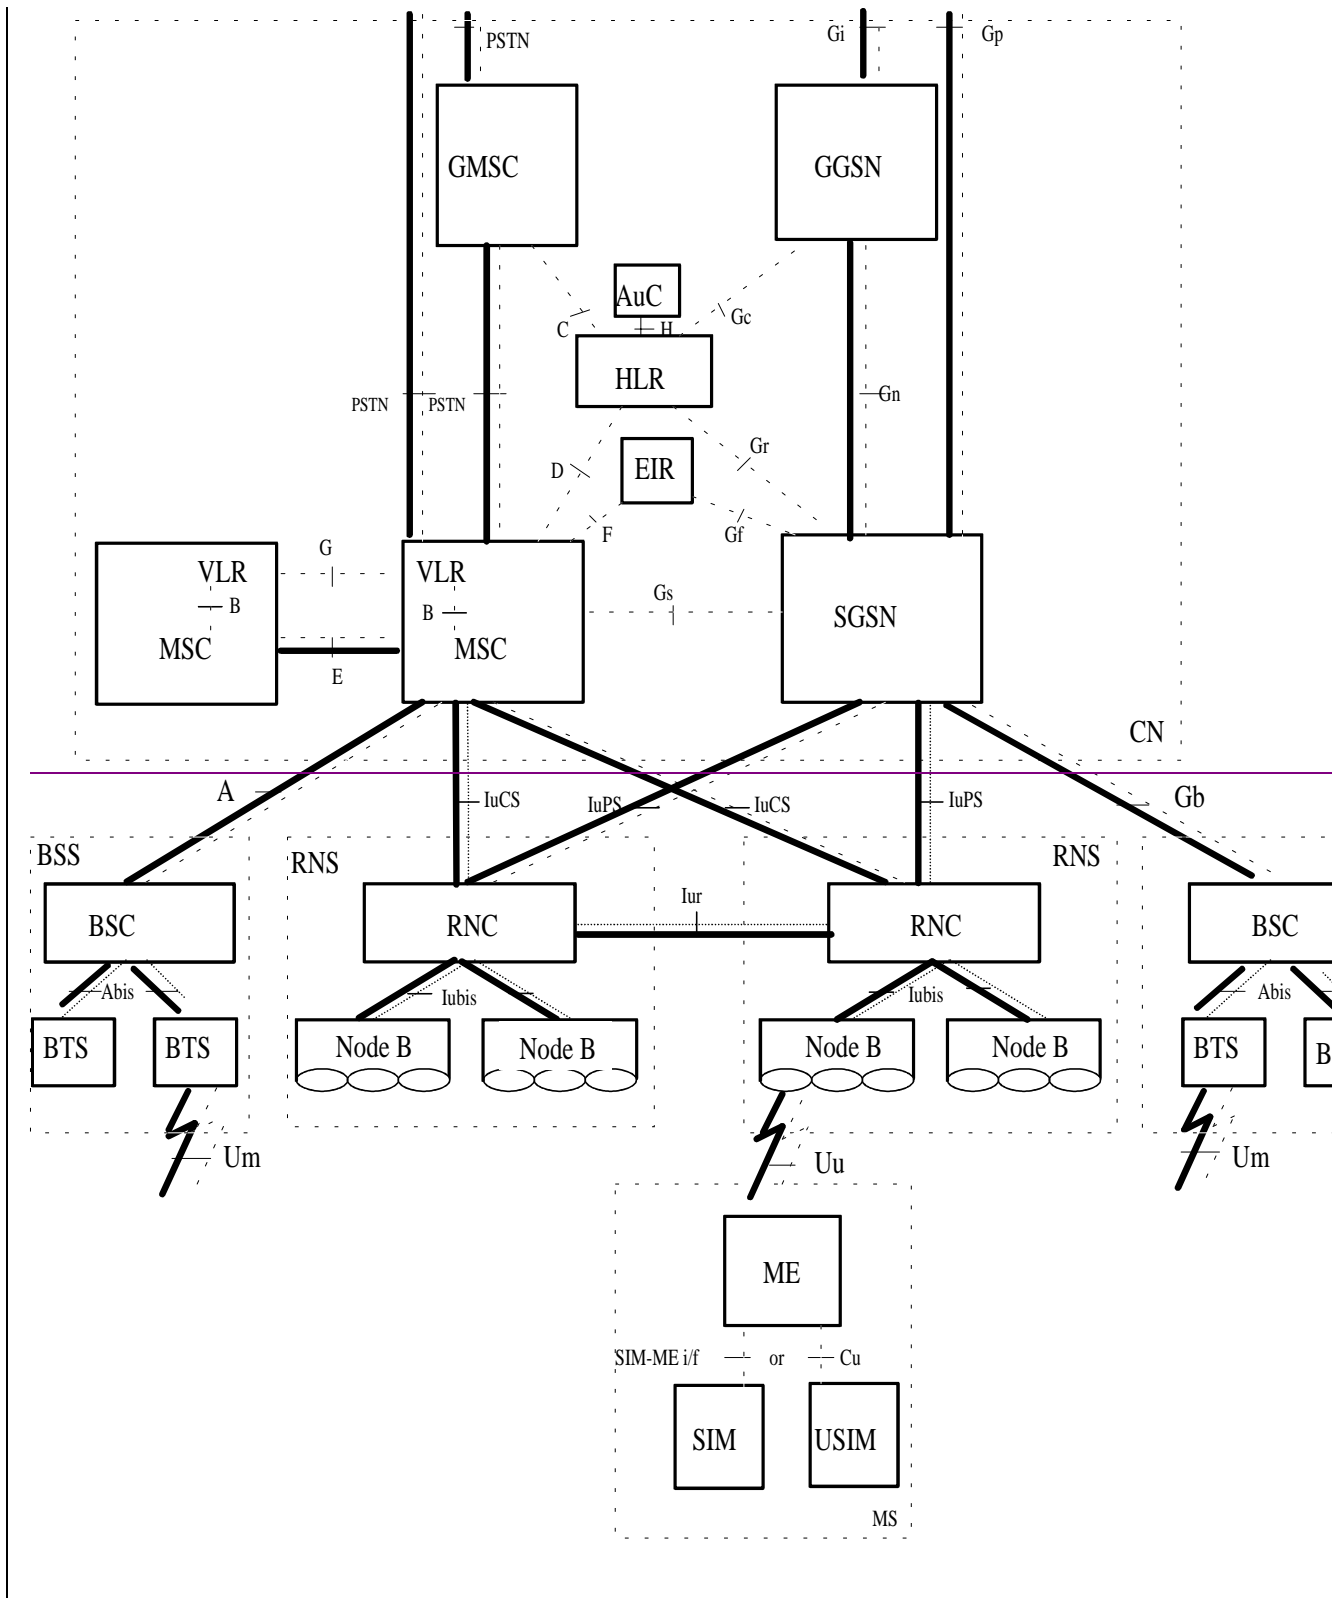 PSTN
Gi
Gp
GMSC
GGSN
AuC
C
H
Gc
HLR
PSTN
PSTN
Gn
D
EIR
Gr
F
Gf
G
VLR
VLR
B
B
Gs
SGSN
MSC
MSC
E
CN
A
IuCS
IuPS
IuCS
IuPS
Gb
BSS
RNS
RNS
BSC
RNC
Iur
RNC
BSC
Abis
Iubis
Iubis
Abis
BTS
BTS
Node B
Node B
Node B
Node B
BTS
B
Um
Uu
Um
ME
SIM-ME i/f
or
Cu
SIM
USIM
MS